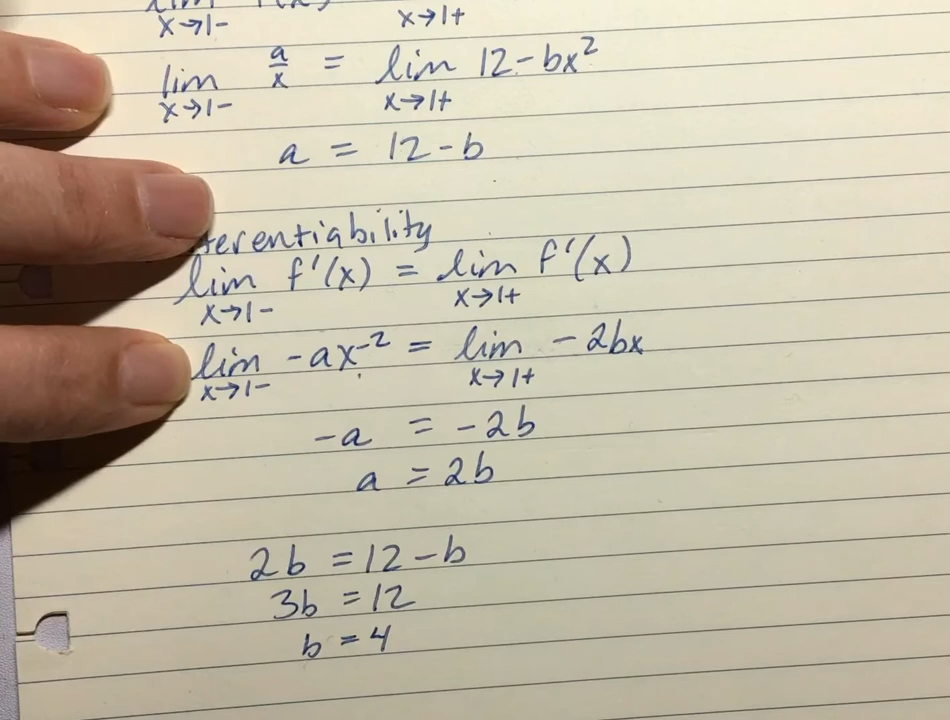 x→1- x→1+
lim a/x = lim 12-bx²
x→1- x→1+
a = 12-b
ferentiability
lim f'(x) = lim f'(x)
x→1- x→1+
lim -ax⁻² = lim -2bx
x→1- x→1+
-a = -2b
a = 2b
2b = 12-b
3b = 12
b = 4